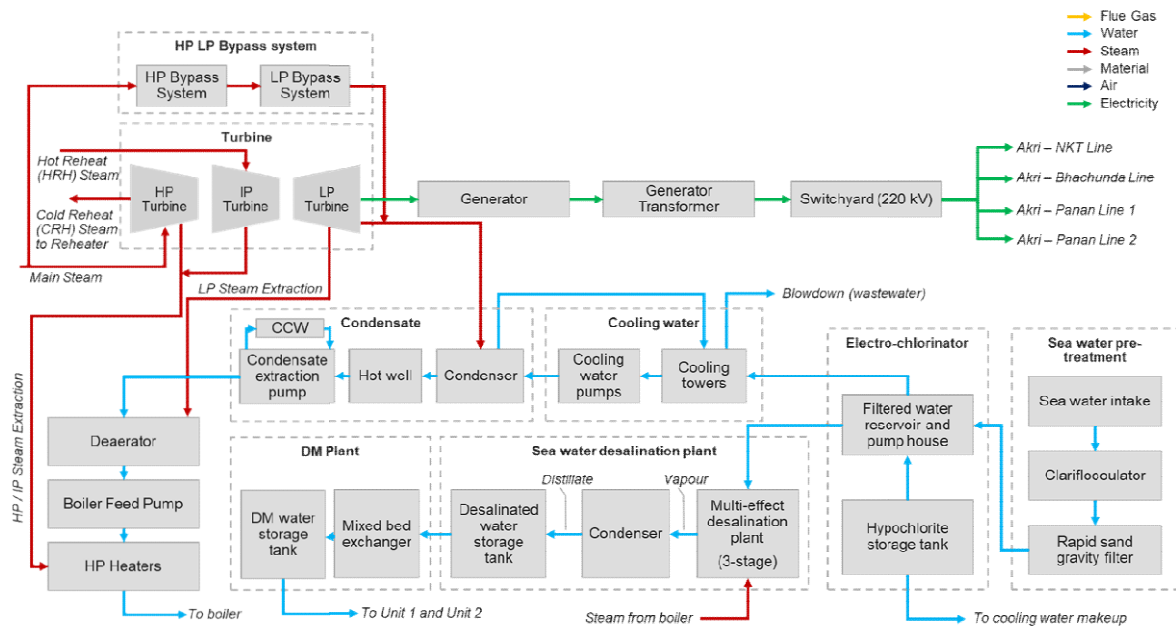 Flue Gas
Water
Steam
Material
Air
Electricity
HP LP Bypass system
HP Bypass
System
LP Bypass
System
Turbine
Hot Reheat
(HRH) Steam
HP
Turbine
IP
Turbine
LP
Turbine
Cold Reheat
(CRH) Steam
to Reheater
Main Steam
Generator
Generator
Transformer
Switchyard (220 kV)
Akri – NKT Line
Akri – Bhachunda Line
Akri – Panan Line 1
Akri – Panan Line 2
LP Steam Extraction
HP / IP Steam Extraction
Blowdown (wastewater)
Condensate
CCW
Condensate
extraction
pump
Hot well
Condenser
Cooling water
Cooling
water
pumps
Cooling
towers
Electro-chlorinator
Filtered water
reservoir and
pump house
Hypochlorite
storage tank
Sea water pre-
treatment
Sea water intake
Clariflocculator
Rapid sand
gravity filter
Deaerator
Boiler Feed Pump
HP Heaters
To boiler
DM Plant
DM water
storage
tank
Mixed bed
exchanger
To Unit 1 and Unit 2
Sea water desalination plant
Distillate
Vapour
Desalinated
water
storage
tank
Condenser
Multi-effect
desalination
plant
(3-stage)
Steam from boiler
To cooling water makeup